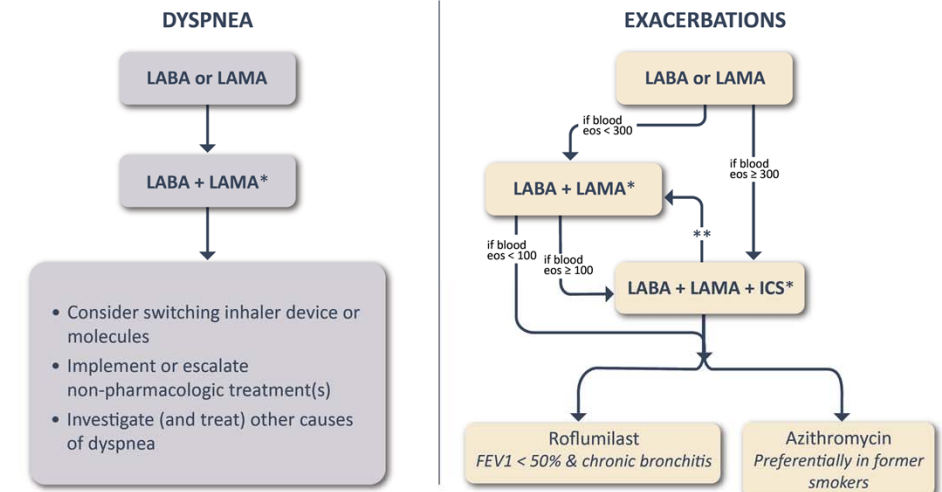 DYSPNEA
LABA or LAMA
LABA + LAMA*
• Consider switching inhaler device or
molecules
• Implement or escalate
non-pharmacologic treatment(s)
• Investigate (and treat) other causes
of dyspnea
EXACERBATIONS
LABA or LAMA
if blood
eos < 300
if blood
eos ≥ 300
LABA + LAMA*
**
if blood
eos < 100
if blood
eos ≥ 100
LABA + LAMA + ICS*
Roflumilast
FEV1 < 50% & chronic bronchitis
Azithromycin
Preferentially in former
smokers